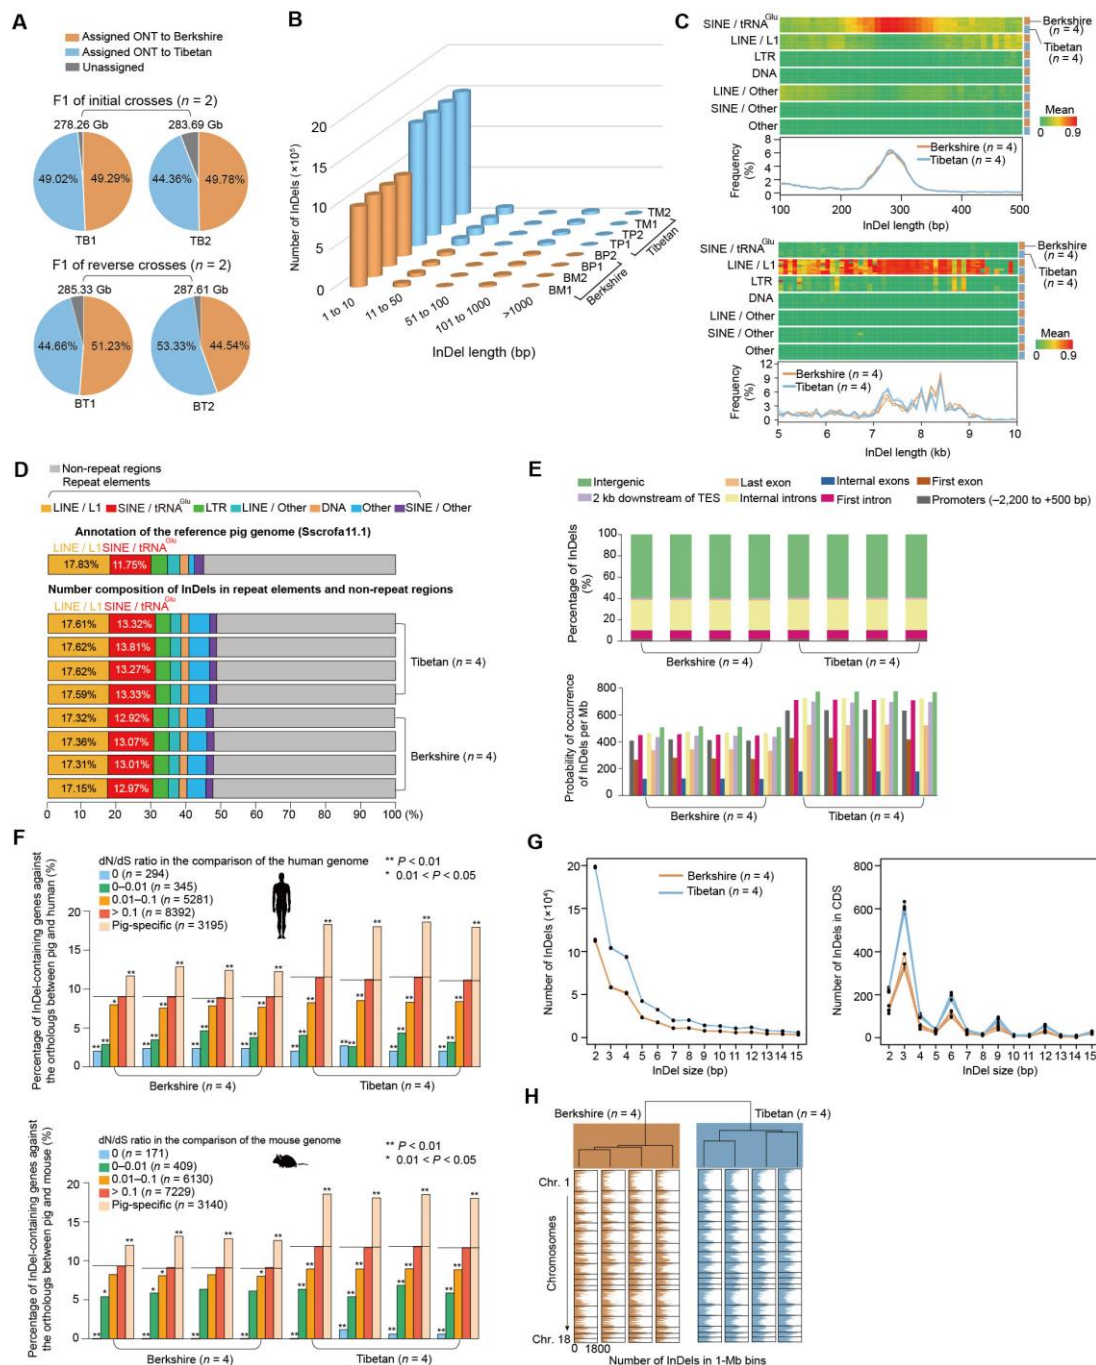 A
Assigned ONT to Berkshire
Assigned ONT to Tibetan
Unassigned
F1 of initial crosses (n = 2)
278.26 Gb
283.69 Gb
49.02%
49.29%
44.36%
49.78%
TB1
TB2
F1 of reverse crosses (n = 2)
285.33 Gb
287.61 Gb
44.66%
51.23%
53.33%
44.54%
BT1
BT2
B
Number of InDels (×10⁵)
20
15
10
5
0
1 to 10
11 to 50
51 to 100
101 to 1000
>1000
InDel length (bp)
TM2
TM1
TP2
TP1
BP2
BP1
BM2
BM1
Tibetan
Berkshire
C
SINE / tRNA^Glu
LINE / L1
LTR
DNA
LINE / Other
SINE / Other
Other
Berkshire (n = 4)
Tibetan (n = 4)
Mean
0 0.9
Frequency (%)
8
6
4
2
0
Berkshire (n = 4)
Tibetan (n = 4)
100 200 300 400 500
InDel length (bp)
SINE / tRNA^Glu
LINE / L1
LTR
DNA
LINE / Other
SINE / Other
Other
Berkshire (n = 4)
Tibetan (n = 4)
Mean
0 0.9
Frequency (%)
12
9
6
3
0
Berkshire (n = 4)
Tibetan (n = 4)
5 6 7 8 9 10
InDel length (kb)
D
Non-repeat regions
Repeat elements
LINE / L1 SINE / tRNA^Glu LTR LINE / Other DNA Other SINE / Other
Annotation of the reference pig genome (Sscrofa11.1)
LINE / L1 SINE / tRNA^Glu
17.83% 11.75%
Number composition of InDels in repeat elements and non-repeat regions
LINE / L1 SINE / tRNA^Glu
17.61% 13.32%
17.62% 13.81%
17.62% 13.27%
17.59% 13.33%
Tibetan (n = 4)
17.32% 12.92%
17.36% 13.07%
17.31% 13.01%
17.15% 12.97%
Berkshire (n = 4)
0 10 20 30 40 50 60 70 80 90 100 (%)
E
Intergenic Last exon Internal exons First exon
2 kb downstream of TES Internal introns First intron Promoters (−2,200 to +500 bp)
Percentage of InDels (%)
100
80
60
40
20
0
Berkshire (n = 4) Tibetan (n = 4)
Probability of occurrence of InDels per Mb
800
600
400
200
0
Berkshire (n = 4) Tibetan (n = 4)
F
Percentage of InDel-containing genes against the orthologs between pig and human (%)
dN/dS ratio in the comparison of the human genome
0 (n = 294)
0–0.01 (n = 345)
0.01–0.1 (n = 5281)
> 0.1 (n = 8392)
Pig-specific (n = 3195)
** P < 0.01
* 0.01 < P < 0.05
20
15
10
5
0
Berkshire (n = 4) Tibetan (n = 4)
Percentage of InDel-containing genes against the orthologus between pig and mouse (%)
dN/dS ratio in the comparison of the mouse genome
0 (n = 171)
0–0.01 (n = 409)
0.01–0.1 (n = 6130)
> 0.1 (n = 7229)
Pig-specific (n = 3140)
** P < 0.01
* 0.01 < P < 0.05
20
15
10
5
0
Berkshire (n = 4) Tibetan (n = 4)
G
Number of InDels (×10⁴)
20
15
10
5
Berkshire (n = 4)
Tibetan (n = 4)
2 3 4 5 6 7 8 9 10 11 12 13 14 15
InDel size (bp)
Number of InDels in CDS
800
600
400
200
0
2 3 4 5 6 7 8 9 10 11 12 13 14 15
InDel size (bp)
H
Berkshire (n = 4) Tibetan (n = 4)
Chr. 1
Chromosomes
Chr. 18
0 1800
Number of InDels in 1-Mb bins